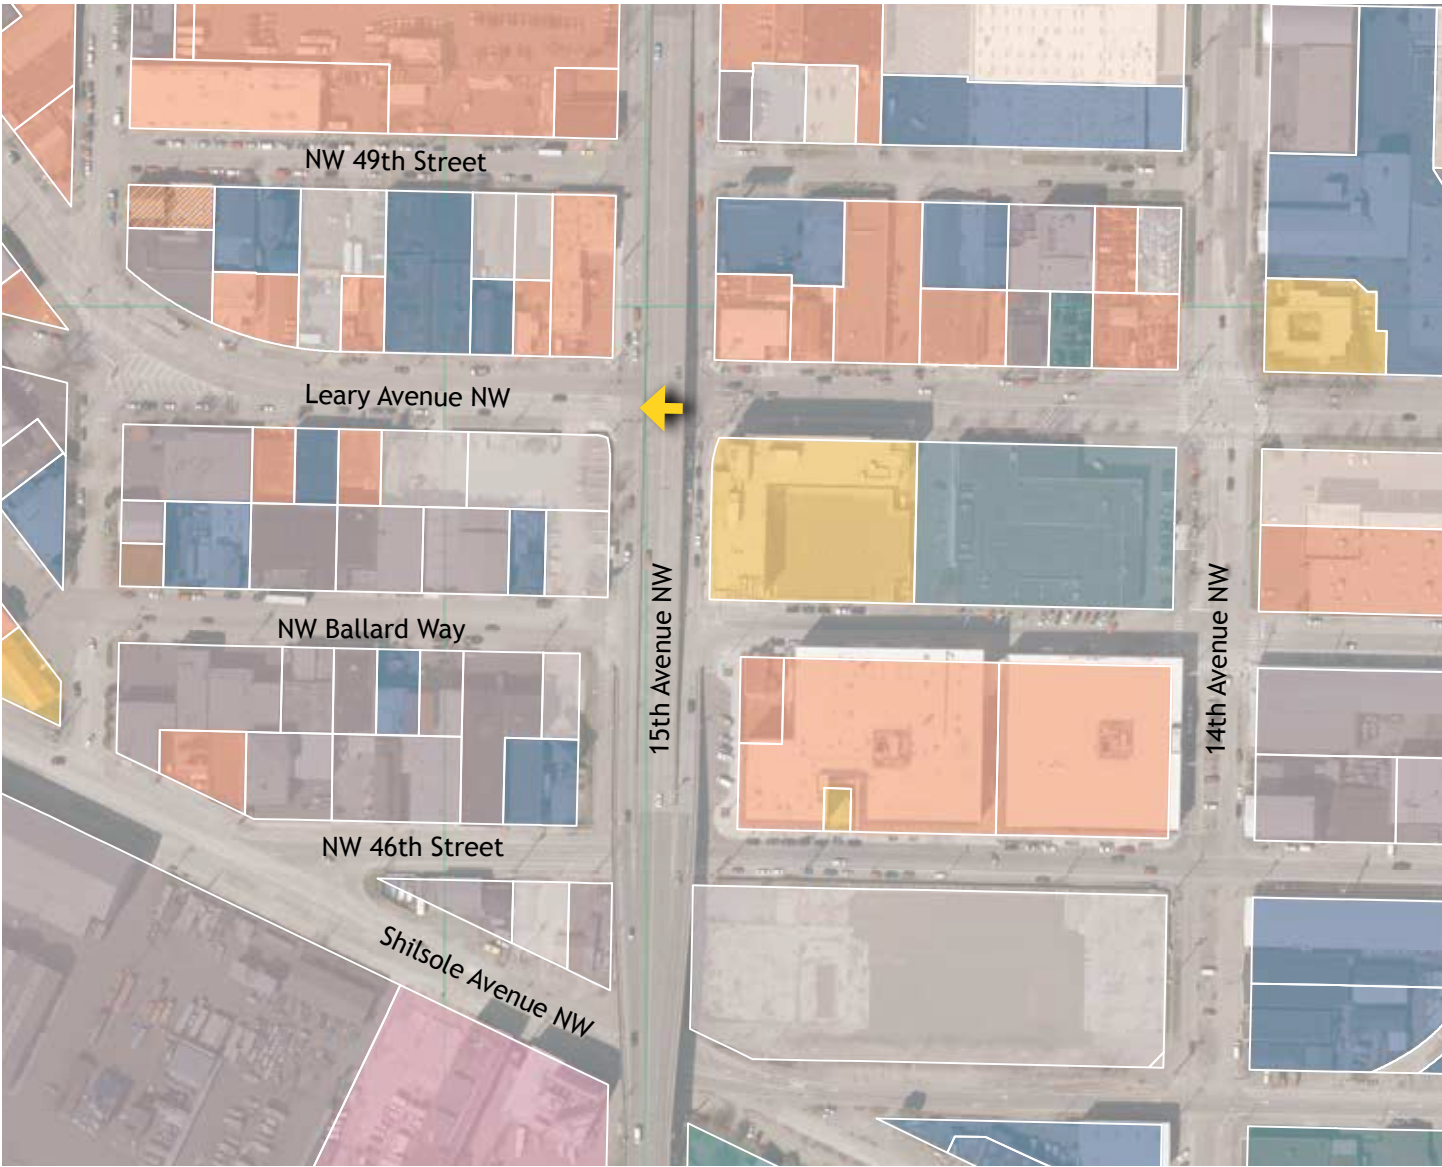 NW 49th Street
Leary Avenue NW
NW Ballard Way
15th Avenue NW
14th Avenue NW
NW 46th Street
Shilsole Avenue NW